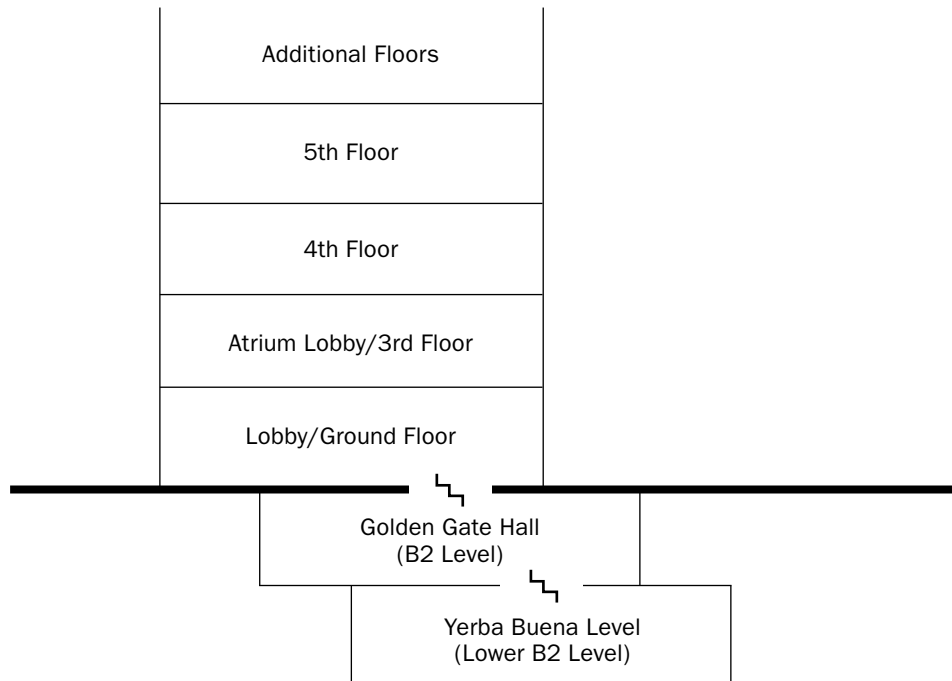 Additional Floors
5th Floor
4th Floor
Atrium Lobby/3rd Floor
Lobby/Ground Floor
Golden Gate Hall
(B2 Level)
Yerba Buena Level
(Lower B2 Level)